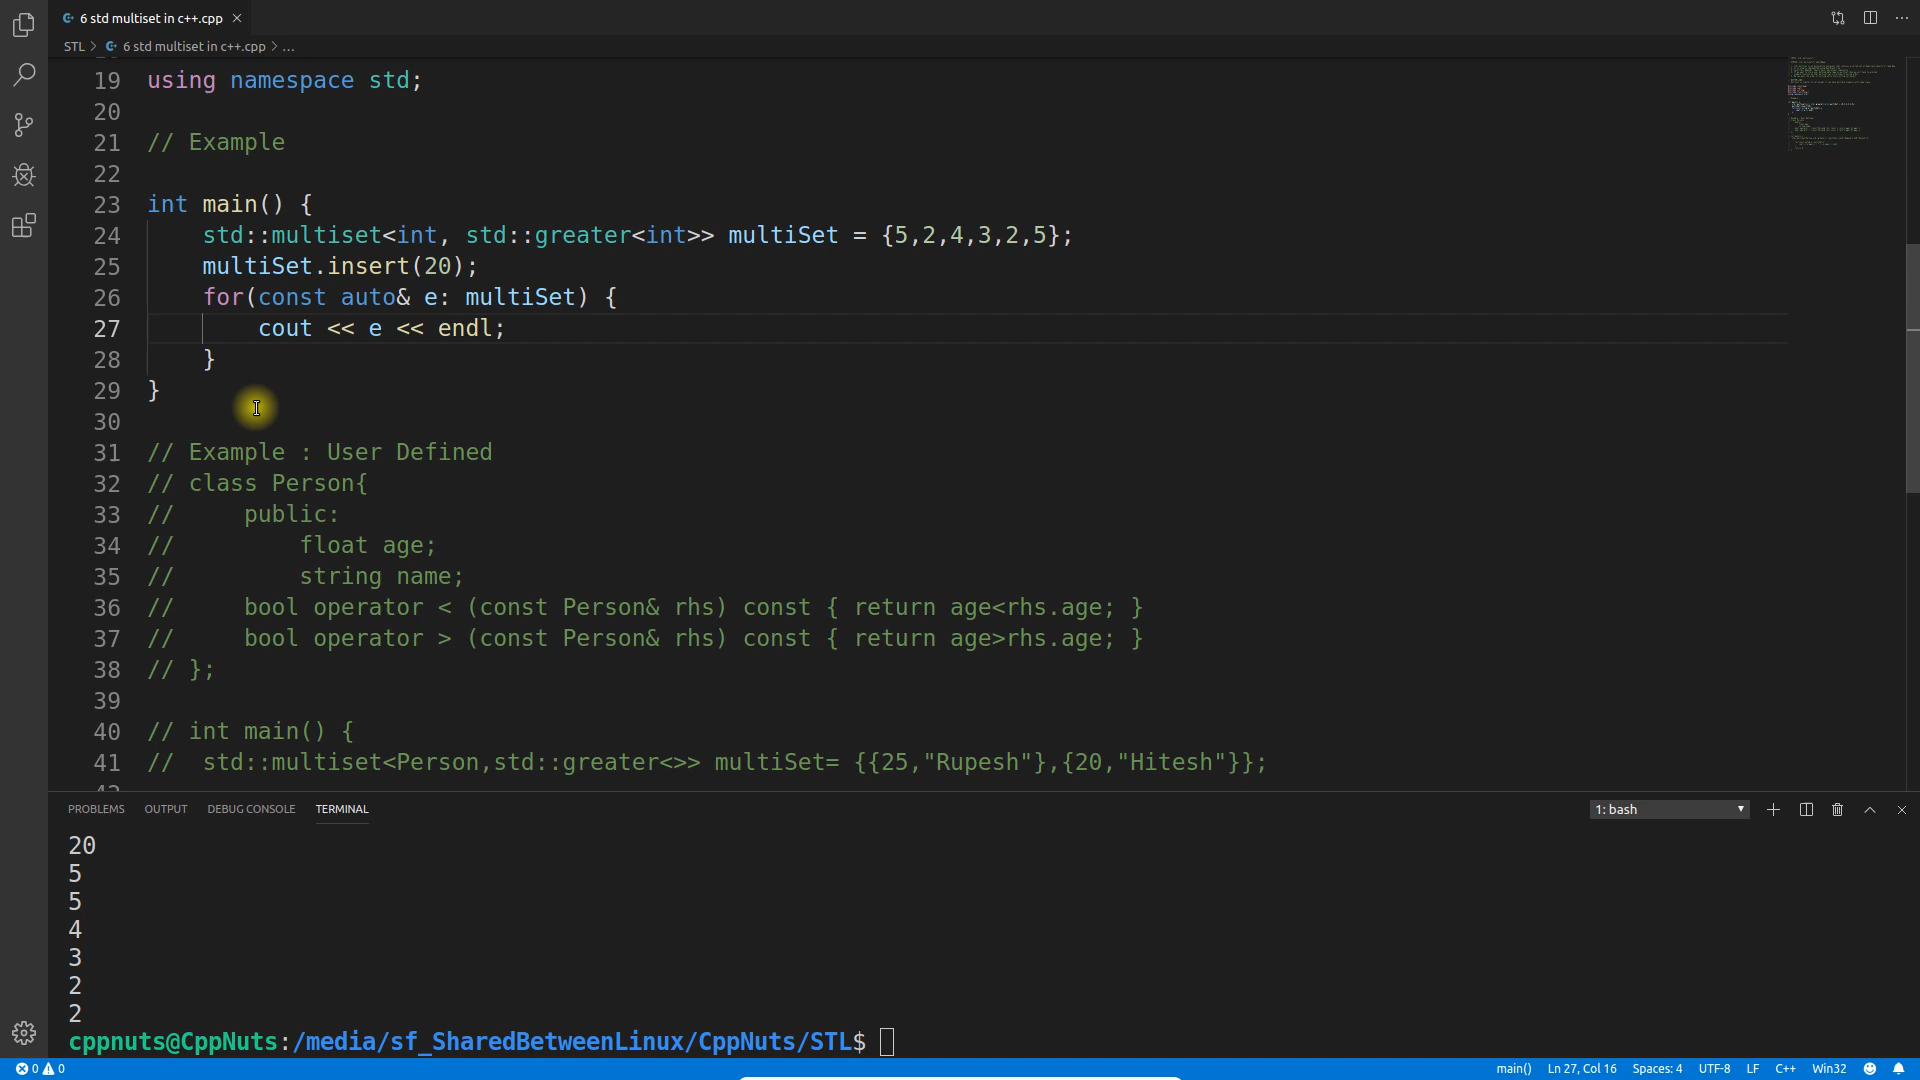 6 std multiset in c++.cpp
STL > 6 std multiset in c++.cpp > ...
19 using namespace std;
20
21 // Example
22
23 int main() {
24 std::multiset<int, std::greater<int>> multiSet = {5,2,4,3,2,5};
25 multiSet.insert(20);
26 for(const auto& e: multiSet) {
27 cout << e << endl;
28 }
29 }
30
31 // Example : User Defined
32 // class Person{
33 // public:
34 // float age;
35 // string name;
36 // bool operator < (const Person& rhs) const { return age<rhs.age; }
37 // bool operator > (const Person& rhs) const { return age>rhs.age; }
38 // };
39
40 // int main() {
41 // std::multiset<Person,std::greater<>> multiSet= {{25,"Rupesh"},{20,"Hitesh"}};
PROBLEMS OUTPUT DEBUG CONSOLE TERMINAL 1: bash
20
5
5
4
3
2
2
cppnuts@CppNuts:/media/sf_SharedBetweenLinux/CppNuts/STL$
0 0 main() Ln 27, Col 16 Spaces: 4 UTF-8 LF C++ Win32